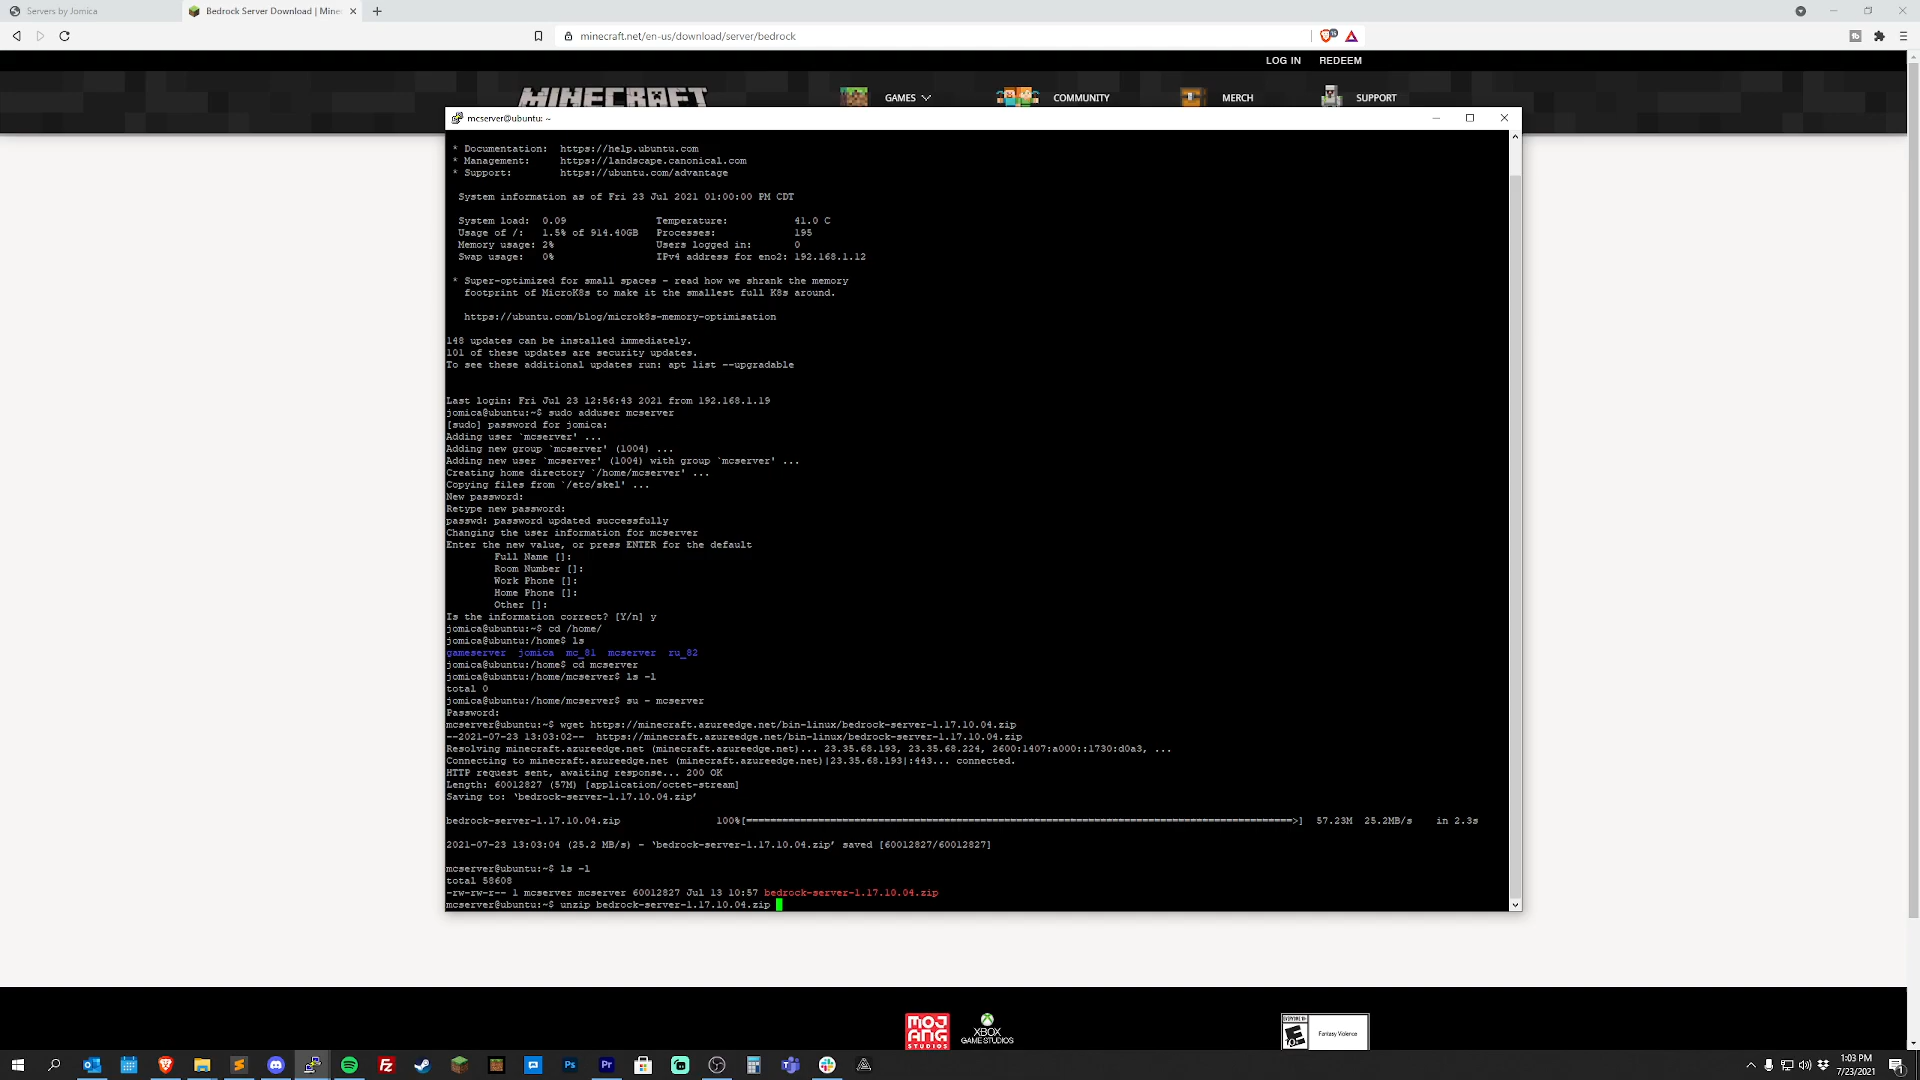 Servers by Jomica
Bedrock Server Download | Mine
minecraft.net/en-us/download/server/bedrock
LOG IN REDEEM
MINECRAFT GAMES COMMUNITY MERCH SUPPORT
mcserver@ubuntu: ~
* Documentation:  https://help.ubuntu.com
* Management:     https://landscape.canonical.com
* Support:        https://ubuntu.com/advantage
System information as of Fri 23 Jul 2021 01:00:00 PM CDT
System load:  0.09               Temperature:           41.0 C
Usage of /:   1.5% of 914.40GB   Processes:             195
Memory usage: 2%                 Users logged in:       0
Swap usage:   0%                 IPv4 address for eno2: 192.168.1.12
* Super-optimized for small spaces - read how we shrank the memory
footprint of MicroK8s to make it the smallest full K8s around.
https://ubuntu.com/blog/microk8s-memory-optimisation
148 updates can be installed immediately.
101 of these updates are security updates.
To see these additional updates run: apt list --upgradable
Last login: Fri Jul 23 12:56:43 2021 from 192.168.1.19
jomica@ubuntu:~$ sudo adduser mcserver
[sudo] password for jomica:
Adding user `mcserver' ...
Adding new group `mcserver' (1004) ...
Adding new user `mcserver' (1004) with group `mcserver' ...
Creating home directory `/home/mcserver' ...
Copying files from `/etc/skel' ...
New password:
Retype new password:
passwd: password updated successfully
Changing the user information for mcserver
Enter the new value, or press ENTER for the default
Full Name []:
Room Number []:
Work Phone []:
Home Phone []:
Other []:
Is the information correct? [Y/n] y
jomica@ubuntu:~$ cd /home/
jomica@ubuntu:/home$ ls
gameserver  jomica  mc_81  mcserver  ru_82
jomica@ubuntu:/home$ cd mcserver
jomica@ubuntu:/home/mcserver$ ls -l
total 0
jomica@ubuntu:/home/mcserver$ su - mcserver
Password:
mcserver@ubuntu:~$ wget https://minecraft.azureedge.net/bin-linux/bedrock-server-1.17.10.04.zip
--2021-07-23 13:03:02--  https://minecraft.azureedge.net/bin-linux/bedrock-server-1.17.10.04.zip
Resolving minecraft.azureedge.net (minecraft.azureedge.net)... 23.35.68.193, 23.35.68.224, 2600:1407:a000::1730:d0a3, ...
Connecting to minecraft.azureedge.net (minecraft.azureedge.net)|23.35.68.193|:443... connected.
HTTP request sent, awaiting response... 200 OK
Length: 60012827 (57M) [application/octet-stream]
Saving to: ‘bedrock-server-1.17.10.04.zip’
bedrock-server-1.17.10.04.zip 100%[==========================================================================================>] 57.23M 25.2MB/s in 2.3s
2021-07-23 13:03:04 (25.2 MB/s) - ‘bedrock-server-1.17.10.04.zip’ saved [60012827/60012827]
mcserver@ubuntu:~$ ls -l
total 58608
-rw-rw-r-- 1 mcserver mcserver 60012827 Jul 13 10:57 bedrock-server-1.17.10.04.zip
mcserver@ubuntu:~$ unzip bedrock-server-1.17.10.04.zip
MOJANG STUDIOS XBOX GAME STUDIOS EVERYONE 10+ E Fantasy Violence
1:03 PM
7/23/2021